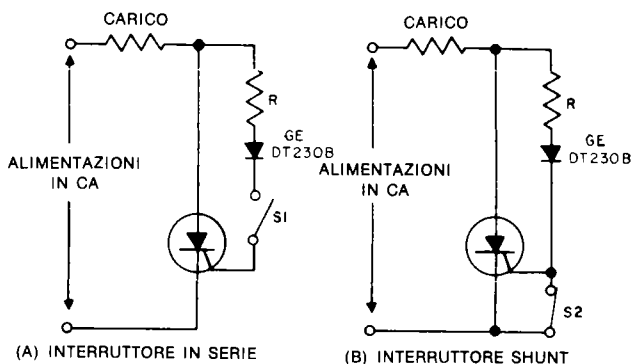 CARICO
R
GE
DT230B
ALIMENTAZIONI
IN CA
S1
(A) INTERRUTTORE IN SERIE
CARICO
R
GE
DT230B
ALIMENTAZIONI
IN CA
S2
(B) INTERRUTTORE SHUNT